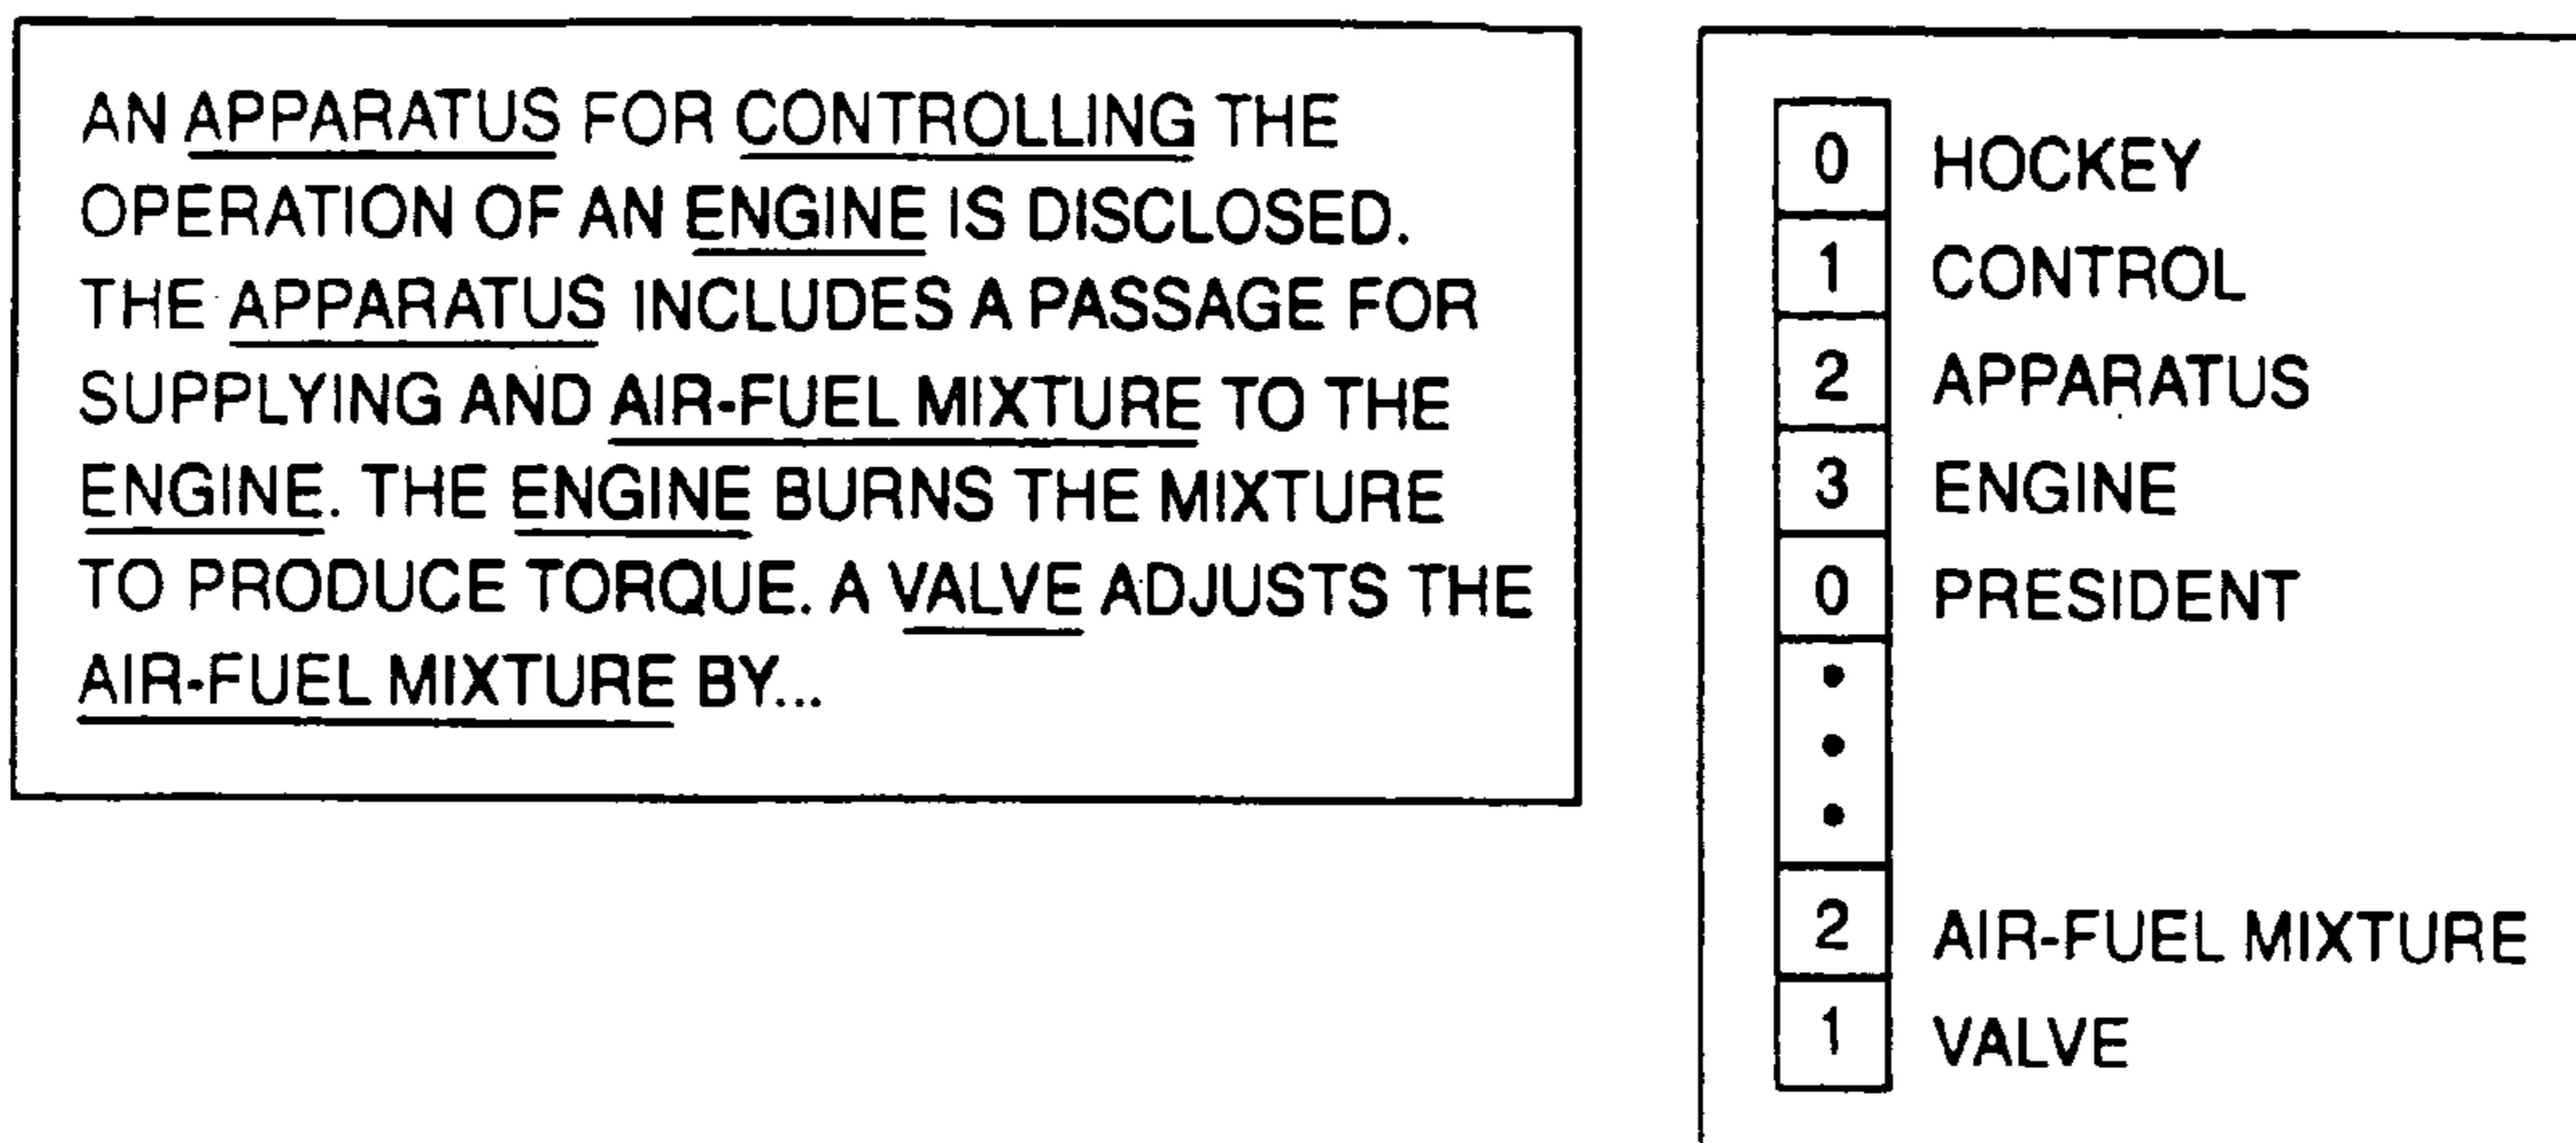 AN APPARATUS FOR CONTROLLING THE
OPERATION OF AN ENGINE IS DISCLOSED.
THE APPARATUS INCLUDES A PASSAGE FOR
SUPPLYING AND AIR-FUEL MIXTURE TO THE
ENGINE. THE ENGINE BURNS THE MIXTURE
TO PRODUCE TORQUE. A VALVE ADJUSTS THE
AIR-FUEL MIXTURE BY...
0 HOCKEY
1 CONTROL
2 APPARATUS
3 ENGINE
0 PRESIDENT
2 AIR-FUEL MIXTURE
1 VALVE